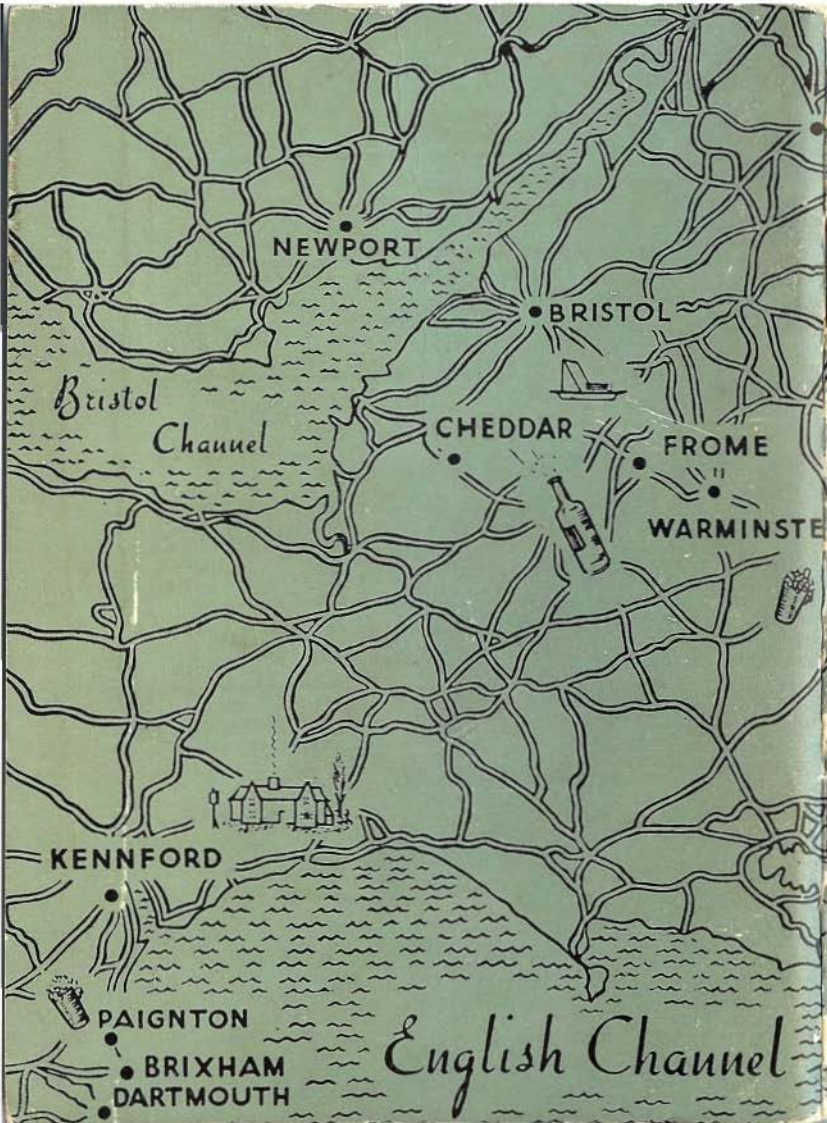 NEWPORT
BRISTOL
Bristol
Channel
CHEDDAR
FROME
WARMINSTE
KENNFORD
PAIGNTON
BRIXHAM
DARTMOUTH
English Channel